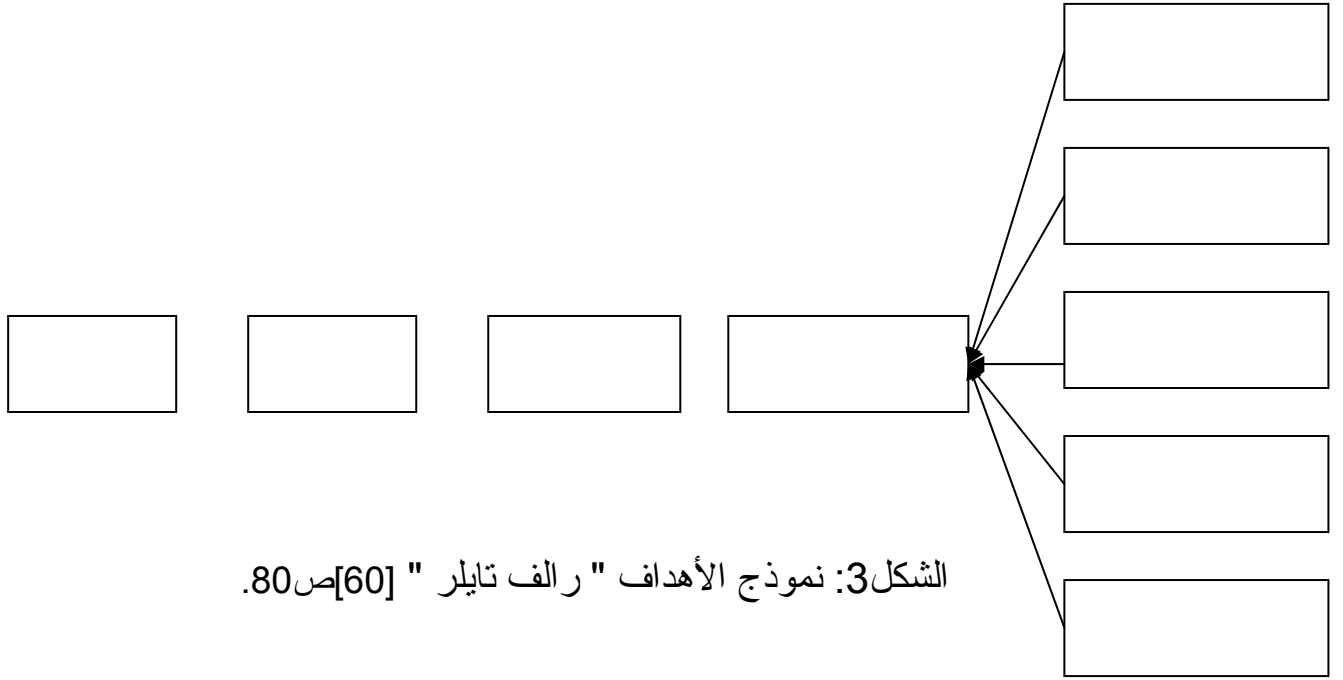 الشكل3: نموذج الأهداف " رالف تايلر " [60]ص80.